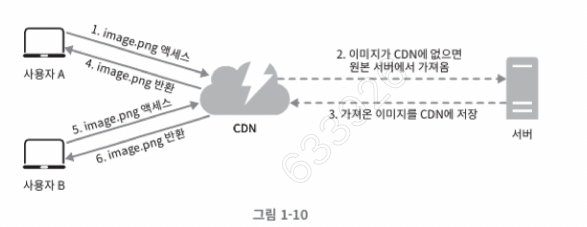 1. image.png 액세스
사용자 A
4. image.png 반환
2. 이미지가 CDN에 없으면
원본 서버에서 가져옴
3. 가져온 이미지를 CDN에 저장
CDN
서버
5. image.png 액세스
6. image.png 반환
사용자 B
그림 1-10